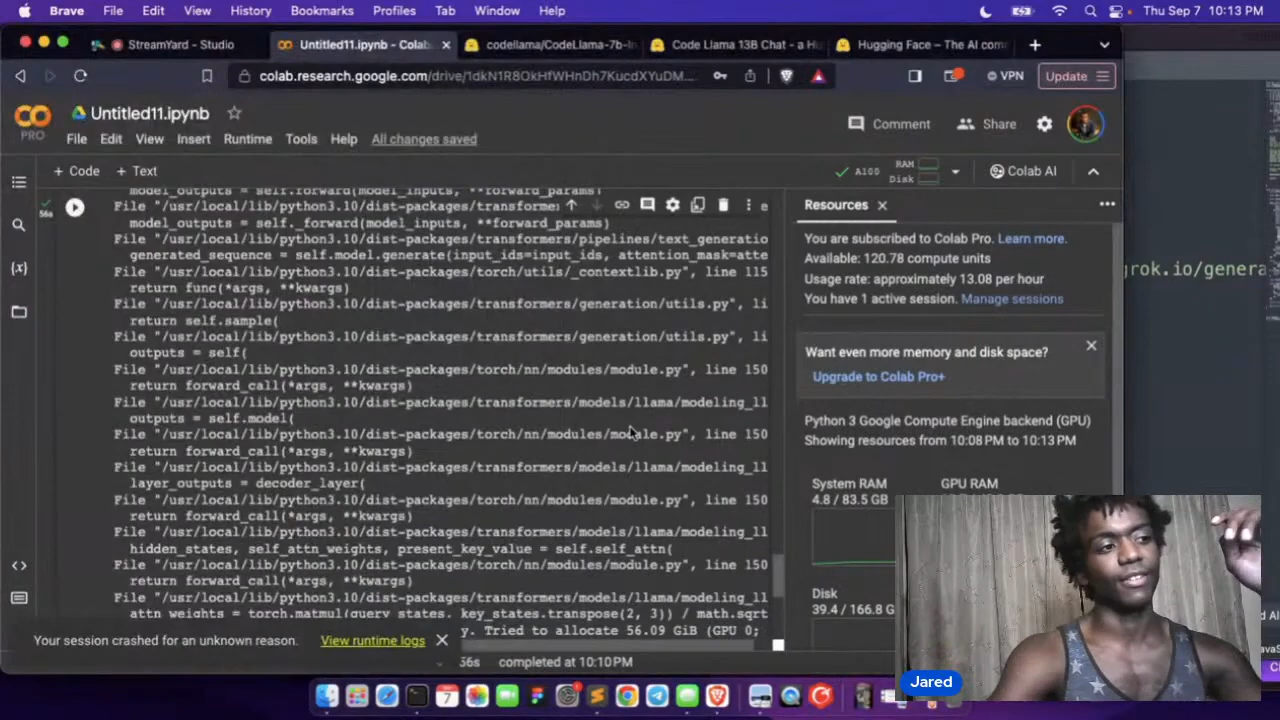 Brave File Edit View History Bookmarks Profiles Tab Window Help Thu Sep 7 10:13 PM
StreamYard - Studio Untitled11.ipynb - Colab codellama/CodeLlama-7b-In Code Llama 13B Chat - a Hu Hugging Face – The AI com
colab.research.google.com/drive/1dkN1R8OkHfWHnDh7KucdXYuDM... VPN Update
Untitled11.ipynb
PRO
File Edit View Insert Runtime Tools Help All changes saved
Comment Share
+ Code + Text
A100 RAM Disk Colab AI
56s
model_outputs = self.forward(model_inputs, **forward_params)
File "/usr/local/lib/python3.10/dist-packages/transforme
model_outputs = self._forward(model_inputs, **forward_params)
File "/usr/local/lib/python3.10/dist-packages/transformers/pipelines/text_generatio
generated_sequence = self.model.generate(input_ids=input_ids, attention_mask=atte
File "/usr/local/lib/python3.10/dist-packages/torch/utils/_contextlib.py", line 115
return func(*args, **kwargs)
File "/usr/local/lib/python3.10/dist-packages/transformers/generation/utils.py", li
return self.sample(
File "/usr/local/lib/python3.10/dist-packages/transformers/generation/utils.py", li
outputs = self(
File "/usr/local/lib/python3.10/dist-packages/torch/nn/modules/module.py", line 150
return forward_call(*args, **kwargs)
File "/usr/local/lib/python3.10/dist-packages/transformers/models/llama/modeling_ll
outputs = self.model(
File "/usr/local/lib/python3.10/dist-packages/torch/nn/modules/module.py", line 150
return forward_call(*args, **kwargs)
File "/usr/local/lib/python3.10/dist-packages/transformers/models/llama/modeling_ll
layer_outputs = decoder_layer(
File "/usr/local/lib/python3.10/dist-packages/torch/nn/modules/module.py", line 150
return forward_call(*args, **kwargs)
File "/usr/local/lib/python3.10/dist-packages/transformers/models/llama/modeling_ll
hidden_states, self_attn_weights, present_key_value = self.self_attn(
File "/usr/local/lib/python3.10/dist-packages/torch/nn/modules/module.py", line 150
return forward_call(*args, **kwargs)
File "/usr/local/lib/python3.10/dist-packages/transformers/models/llama/modeling_ll
attn_weights = torch.matmul(query_states, key_states.transpose(2, 3)) / math.sqrt
y. Tried to allocate 56.09 GiB (GPU 0;
Your session crashed for an unknown reason. View runtime logs
56s completed at 10:10 PM
Resources
You are subscribed to Colab Pro. Learn more.
Available: 120.78 compute units
Usage rate: approximately 13.08 per hour
You have 1 active session. Manage sessions
Want even more memory and disk space?
Upgrade to Colab Pro+
Python 3 Google Compute Engine backend (GPU)
Showing resources from 10:08 PM to 10:13 PM
System RAM GPU RAM
4.8 / 83.5 GB
Disk
39.4 / 166.8 G
grok.io/genera
Jared